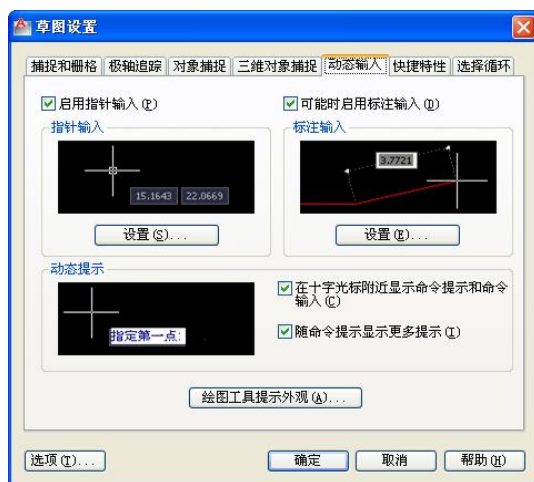 草图设置
捕捉和栅格 极轴追踪 对象捕捉 三维对象捕捉 动态输入 快捷特性 选择循环
启用指针输入(P) 可能时启用标注输入(D)
指针输入 标注输入
15.1643 22.0669 3.7721
设置(S)... 设置(E)...
动态提示
在十字光标附近显示命令提示和命令
输入(C)
指定第一点:
随命令提示显示更多提示(I)
绘图工具提示外观(A)...
选项(T)... 确定 取消 帮助(H)